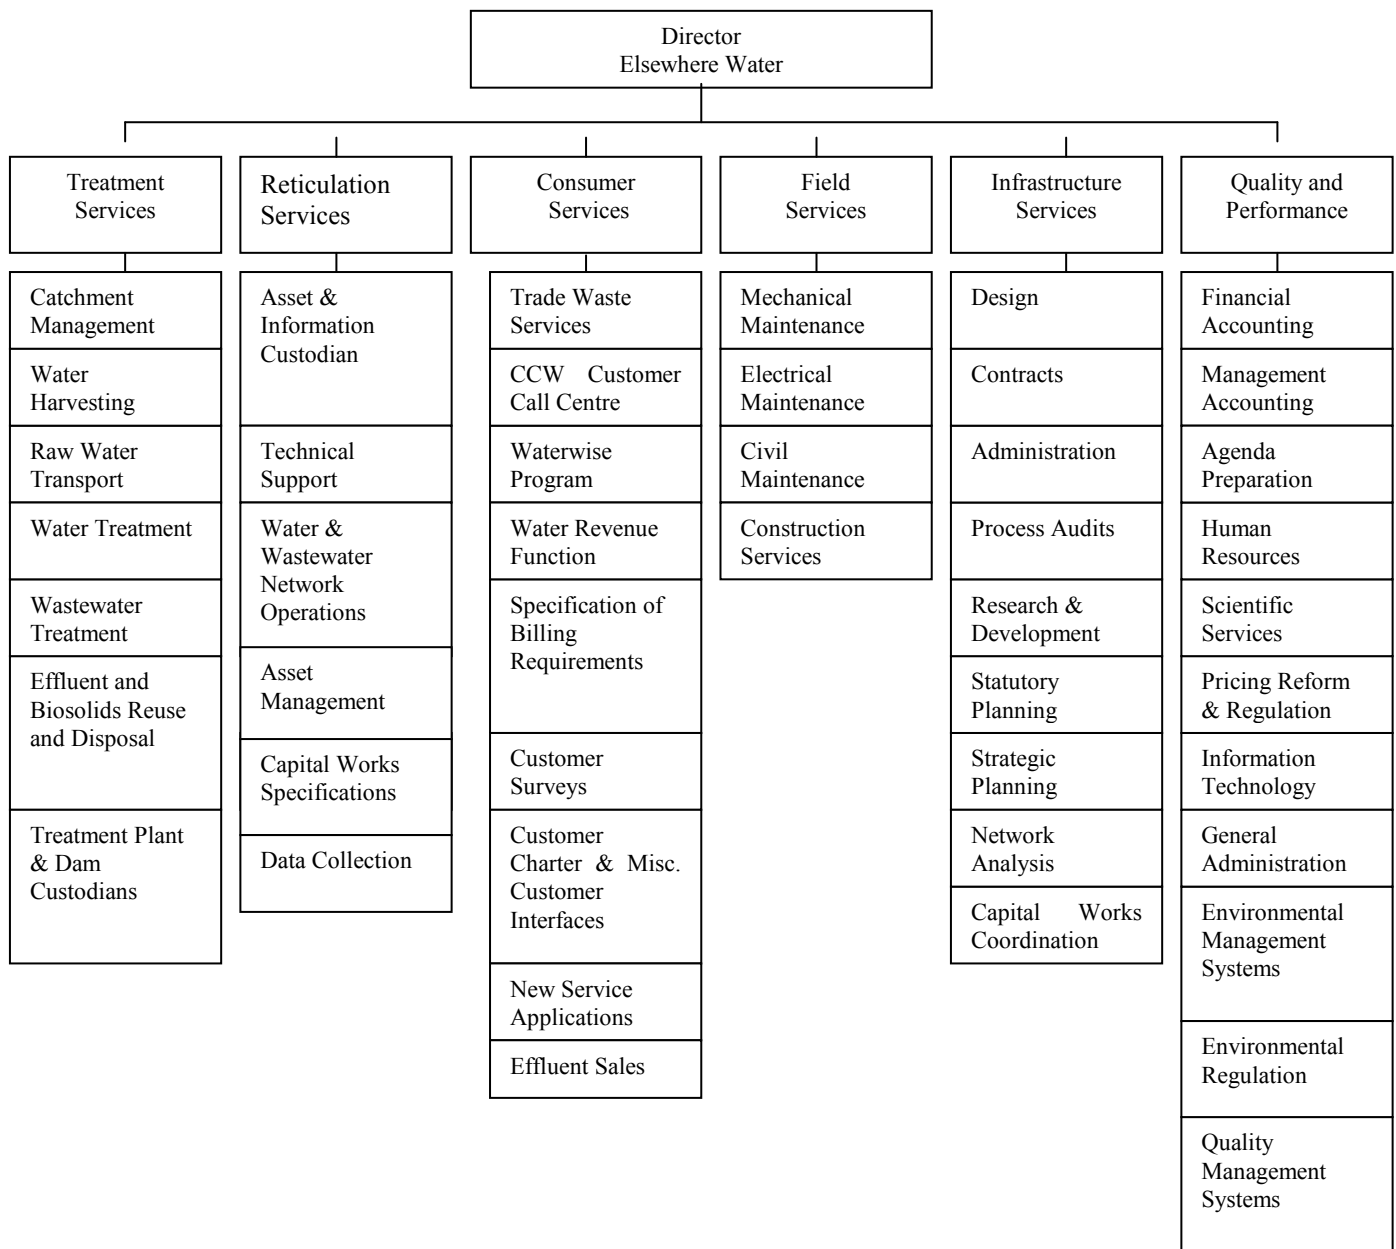 Director
Elsewhere Water
Treatment
Services
Reticulation
Services
Consumer
Services
Field
Services
Infrastructure
Services
Quality and
Performance
Catchment
Management
Water
Harvesting
Raw Water
Transport
Water Treatment
Wastewater
Treatment
Effluent and
Biosolids Reuse
and Disposal
Treatment Plant
& Dam
Custodians
Asset &
Information
Custodian
Technical
Support
Water &
Wastewater
Network
Operations
Asset
Management
Capital Works
Specifications
Data Collection
Trade Waste
Services
CCW Customer
Call Centre
Waterwise
Program
Water Revenue
Function
Specification of
Billing
Requirements
Customer
Surveys
Customer
Charter & Misc.
Customer
Interfaces
New Service
Applications
Effluent Sales
Mechanical
Maintenance
Electrical
Maintenance
Civil
Maintenance
Construction
Services
Design
Contracts
Administration
Process Audits
Research &
Development
Statutory
Planning
Strategic
Planning
Network
Analysis
Capital Works
Coordination
Financial
Accounting
Management
Accounting
Agenda
Preparation
Human
Resources
Scientific
Services
Pricing Reform
& Regulation
Information
Technology
General
Administration
Environmental
Management
Systems
Environmental
Regulation
Quality
Management
Systems